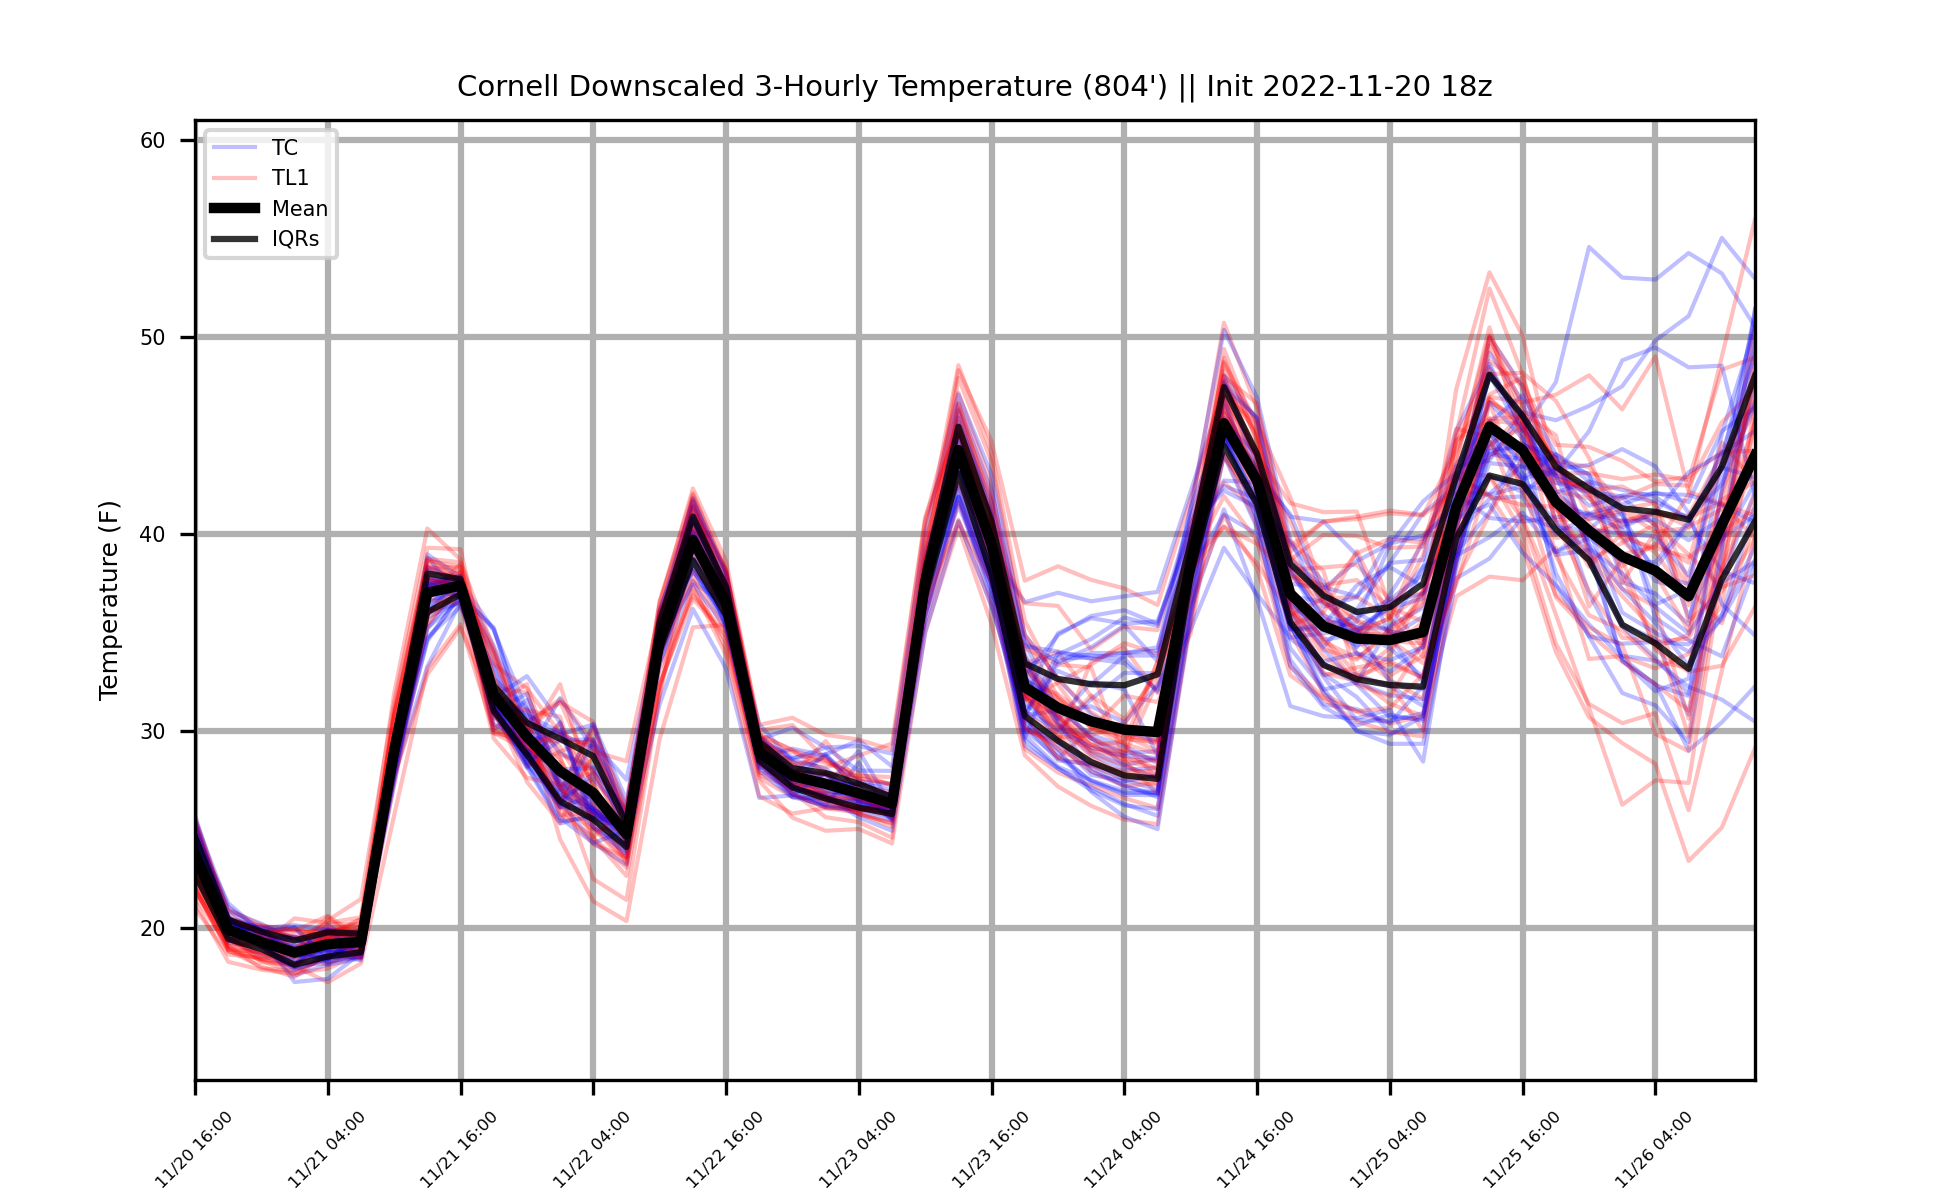 Cornell Downscaled 3-Hourly Temperature (804') || Init 2022-11-20 18z
TC
TL1
Mean
IQRs
Temperature (F)
60
50
40
30
20
11/20 16:00
11/21 04:00
11/21 16:00
11/22 04:00
11/22 16:00
11/23 04:00
11/23 16:00
11/24 04:00
11/24 16:00
11/25 04:00
11/25 16:00
11/26 04:00